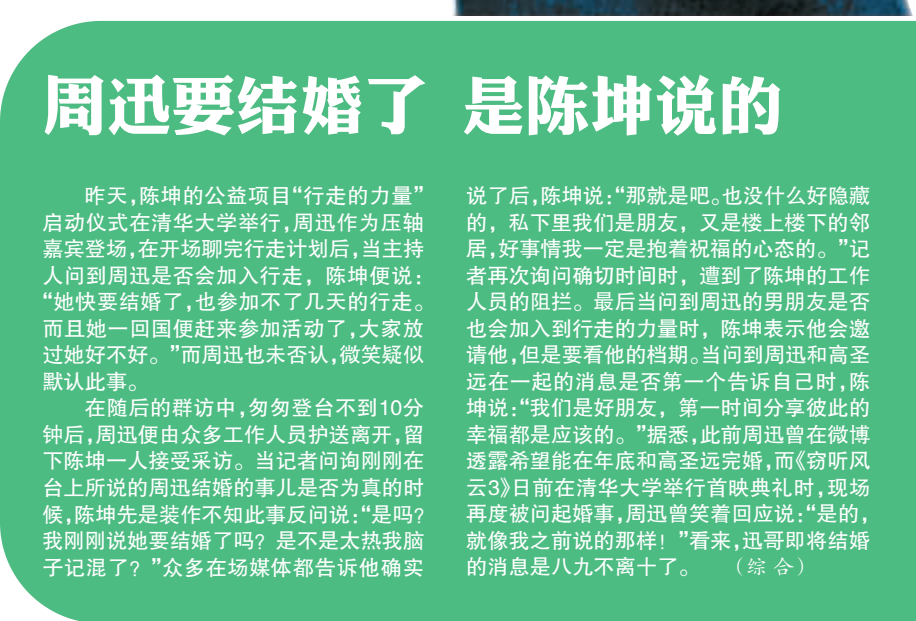 周迅要结婚了 是陈坤说的
昨天,陈坤的公益项目“行走的力量”
启动仪式在清华大学举行,周迅作为压轴
嘉宾登场,在开场聊完行走计划后,当主持
人问到周迅是否会加入行走，陈坤便说：
“她快要结婚了,也参加不了几天的行走。
而且她一回国便赶来参加活动了,大家放
过她好不好。”而周迅也未否认,微笑疑似
默认此事。
在随后的群访中,匆匆登台不到10分
钟后,周迅便由众多工作人员护送离开,留
下陈坤一人接受采访。当记者问询刚刚在
台上所说的周迅结婚的事儿是否为真的时
候,陈坤先是装作不知此事反问说：“是吗?
我刚刚说她要结婚了吗？是不是太热我脑
子记混了？”众多在场媒体都告诉他确实
说了后,陈坤说：“那就是吧。也没什么好隐藏
的，私下里我们是朋友，又是楼上楼下的邻
居,好事情我一定是抱着祝福的心态的。”记
者再次询问确切时间时，遭到了陈坤的工作
人员的阻拦。最后当问到周迅的男朋友是否
也会加入到行走的力量时，陈坤表示他会邀
请他,但是要看他的档期。当问到周迅和高圣
远在一起的消息是否第一个告诉自己时,陈
坤说：“我们是好朋友，第一时间分享彼此的
幸福都是应该的。”据悉,此前周迅曾在微博
透露希望能在年底和高圣远完婚,而《窃听风
云3》日前在清华大学举行首映典礼时,现场
再度被问起婚事,周迅曾笑着回应说：“是的,
就像我之前说的那样！”看来,迅哥即将结婚
的消息是八九不离十了。 （综 合）